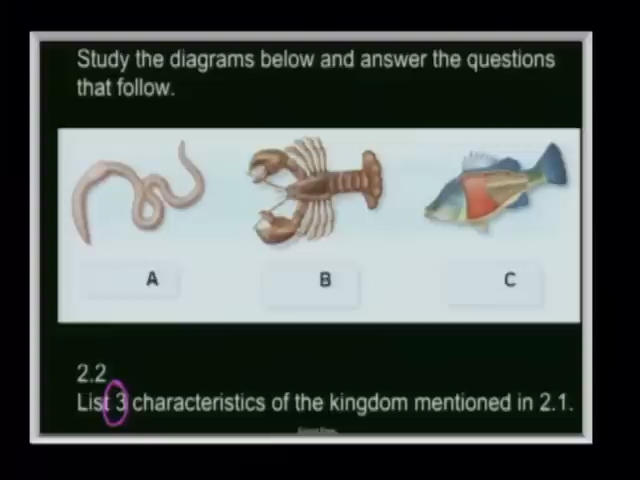 Study the diagrams below and answer the questions
that follow.
A
B
C
2.2
List 3 characteristics of the kingdom mentioned in 2.1.